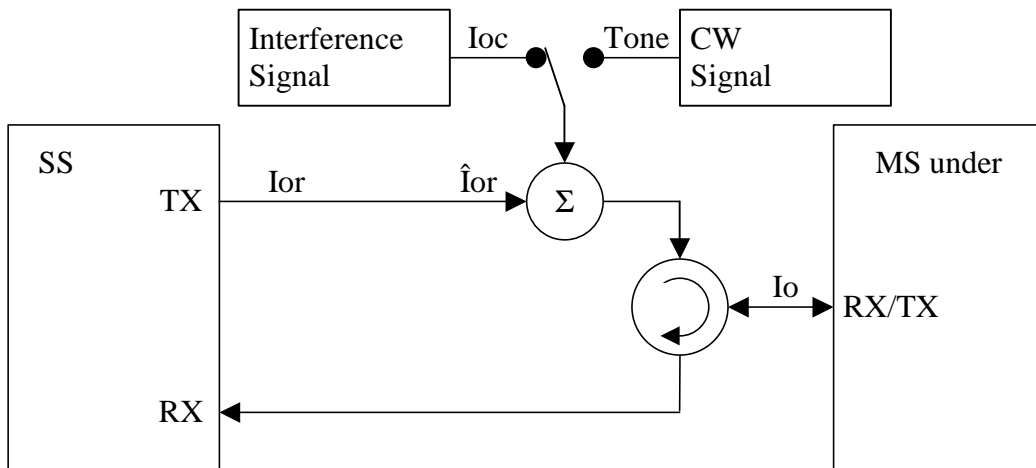 Interference
Signal
Ioc
Tone
CW
Signal
SS
MS under
TX
Ior
Îor
Σ
Io
RX/TX
RX